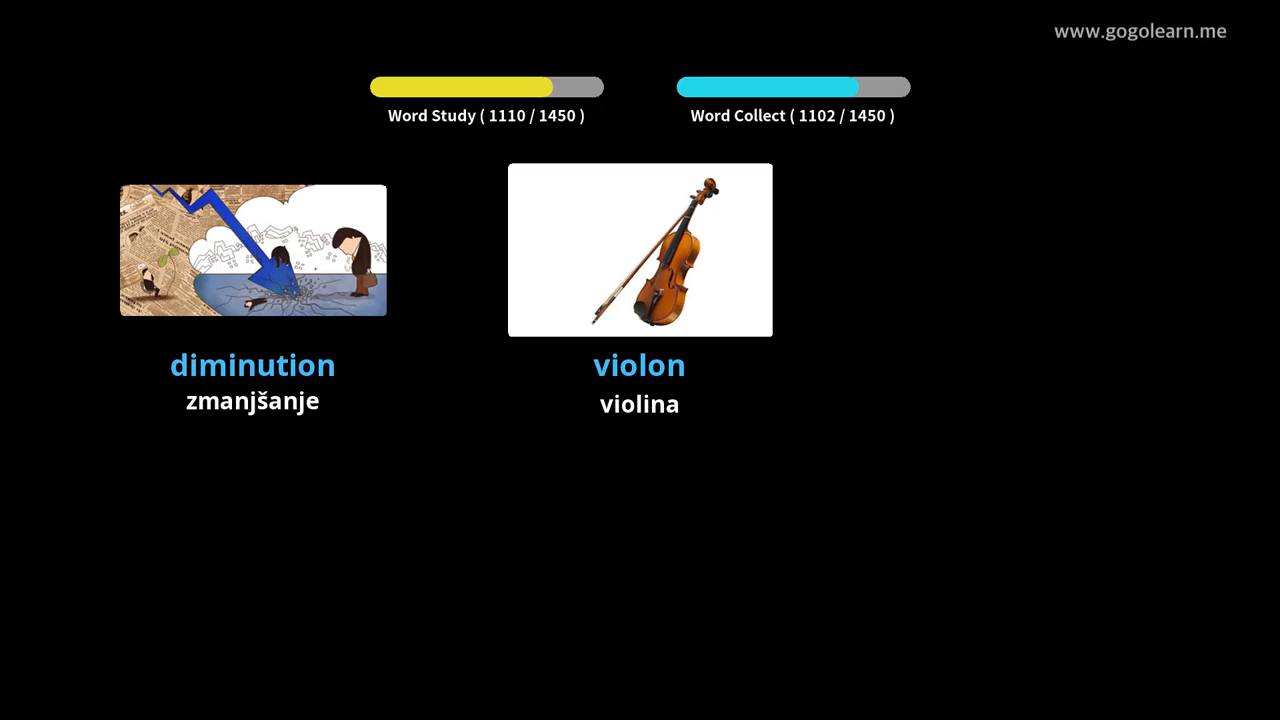 www.gogolearn.me
Word Study ( 1110 / 1450 )
Word Collect ( 1102 / 1450 )
diminution
zmanjšanje
violon
violina